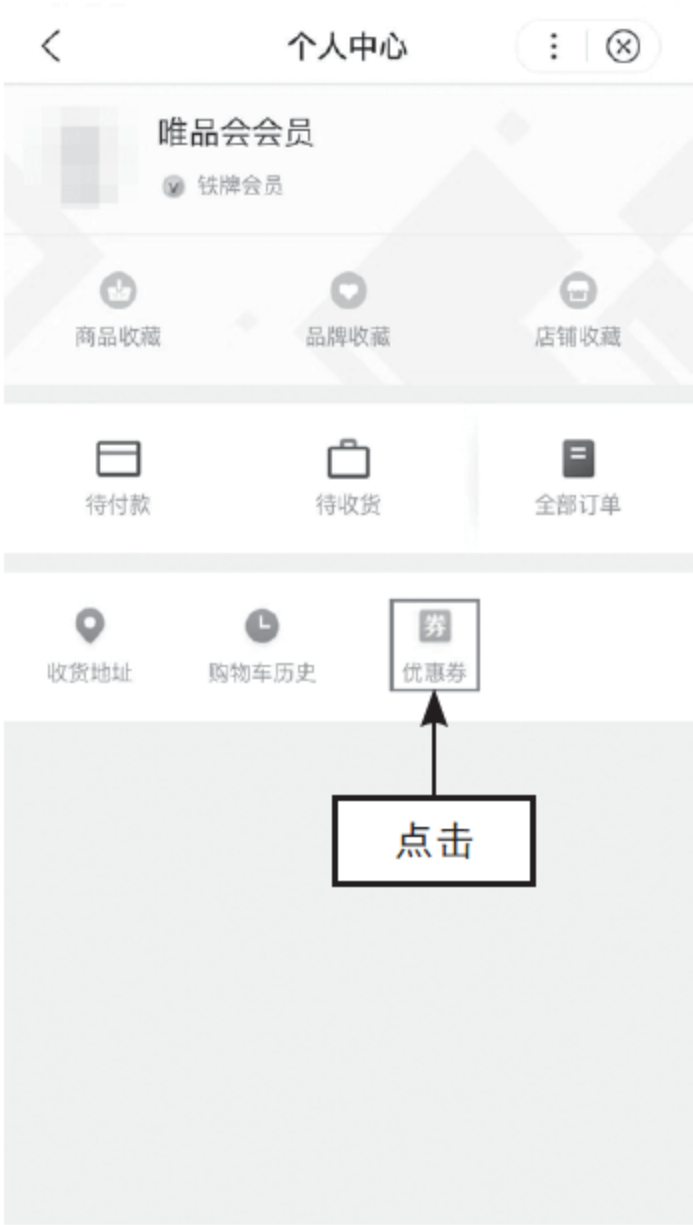 个人中心
唯品会会员
V 铁牌会员
商品收藏 品牌收藏 店铺收藏
待付款 待收货 全部订单
券
收货地址 购物车历史 优惠券
点击